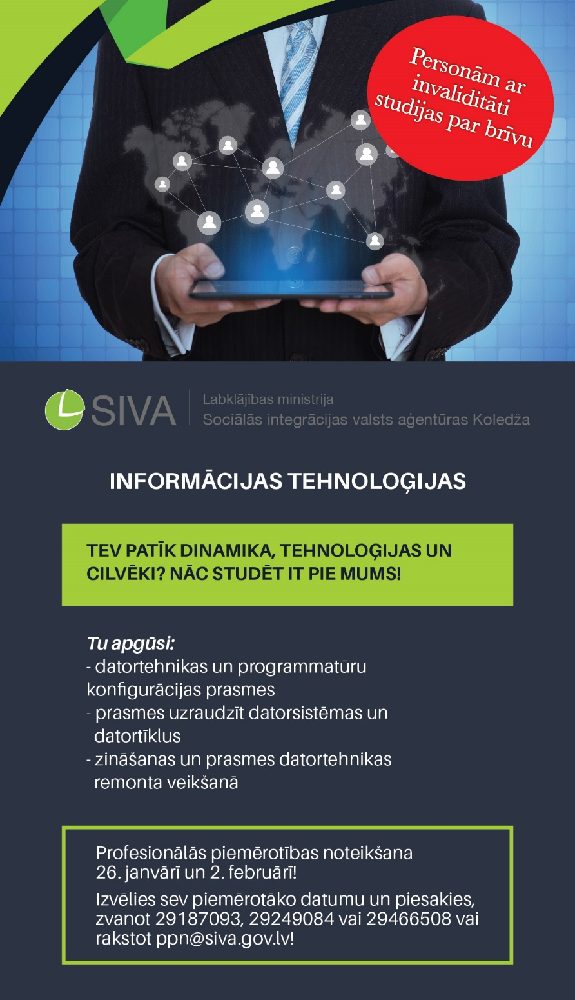 Personām ar
invaliditāti
studijas par brīvu
SIVA
Labklājības ministrija
Sociālās integrācijas valsts aģentūras Koledža
INFORMĀCIJAS TEHNOLOĢIJAS
TEV PATĪK DINAMIKA, TEHNOLOĢIJAS UN
CILVĒKI? NĀC STUDĒT IT PIE MUMS!
Tu apgūsi:
- datortehnikas un programmatūru
konfigurācijas prasmes
- prasmes uzraudzīt datorsistēmas un
datortīklus
- zināšanas un prasmes datortehnikas
remonta veikšanā
Profesionālās piemērotības noteikšana
26. janvārī un 2. februārī!
Izvēlies sev piemērotāko datumu un piesakies,
zvanot 29187093, 29249084 vai 29466508 vai
rakstot ppn@siva.gov.lv!